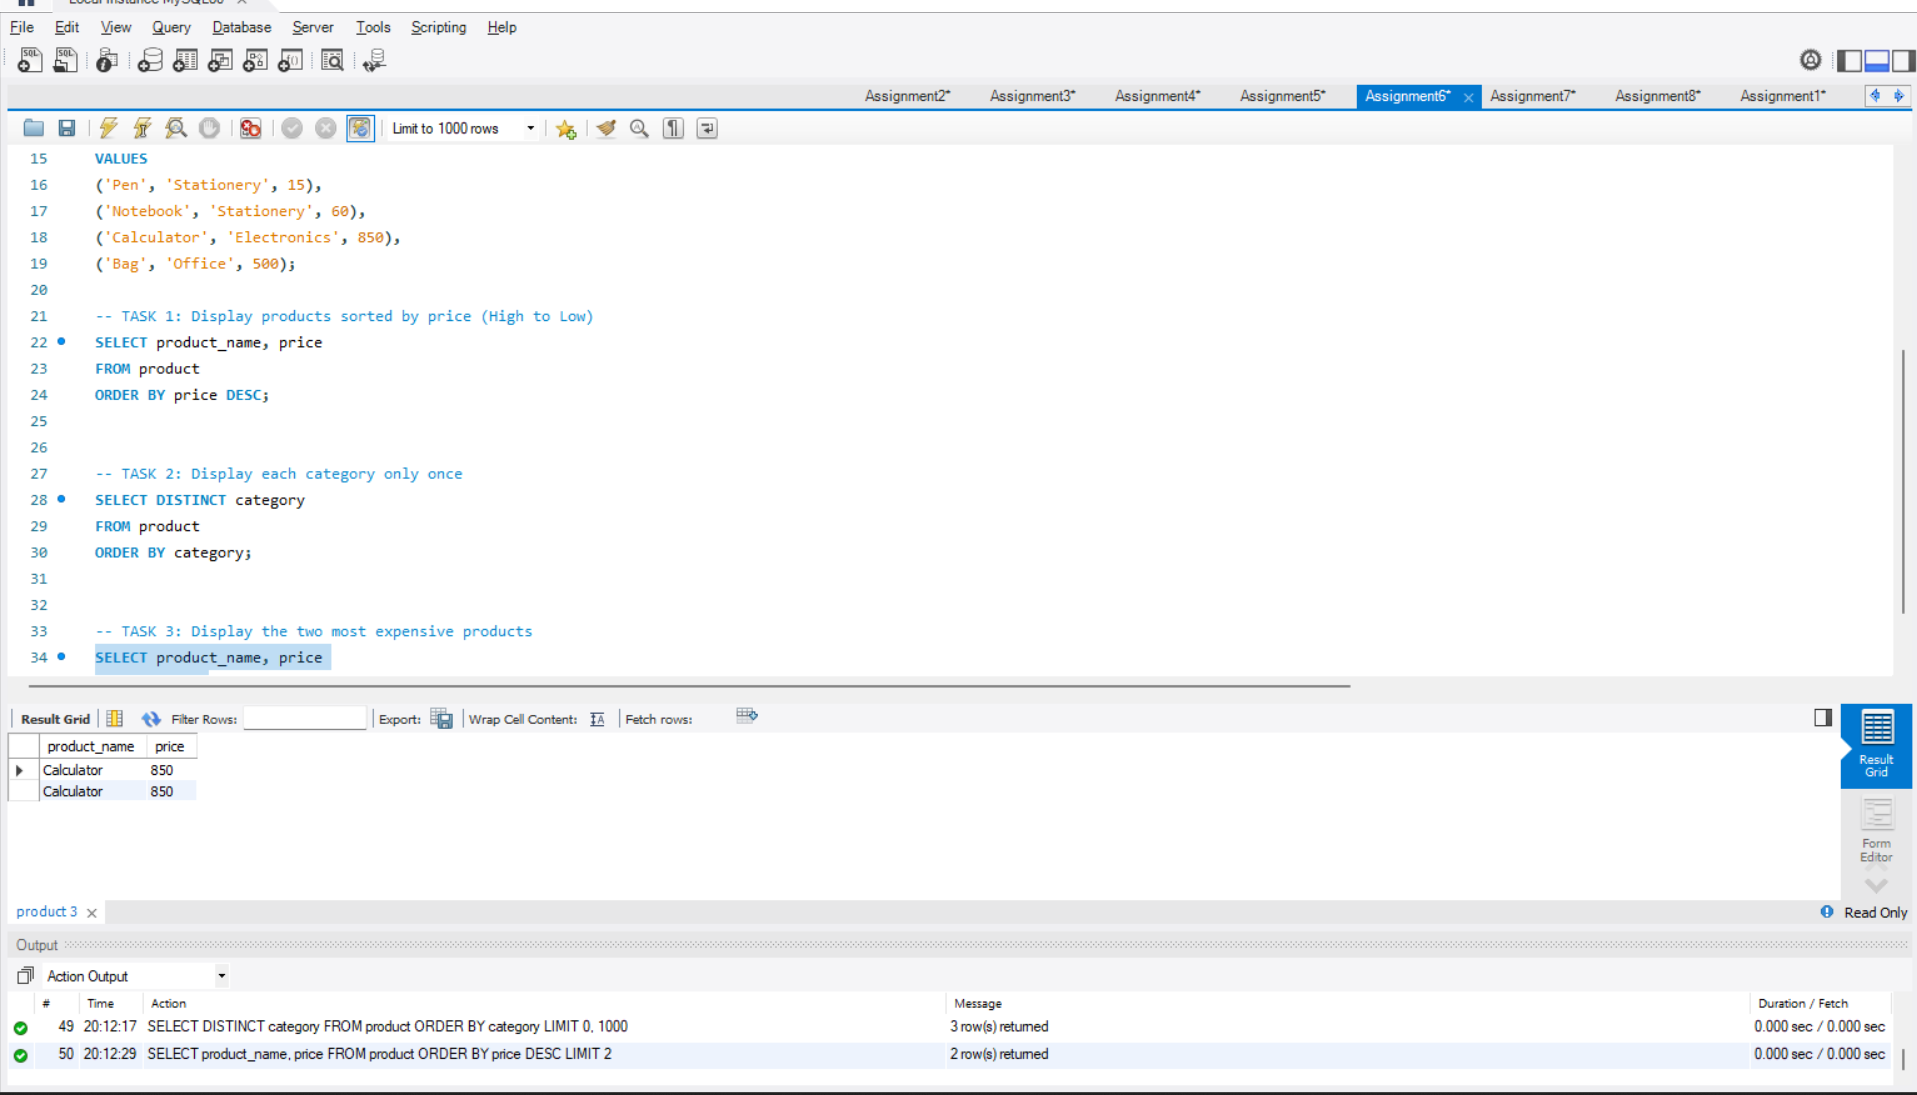 Local instance MySQL80
File Edit View Query Database Server Tools Scripting Help
Assignment2* Assignment3* Assignment4* Assignment5* Assignment6* Assignment7* Assignment8* Assignment1*
Limit to 1000 rows
15 VALUES
16 ('Pen', 'Stationery', 15),
17 ('Notebook', 'Stationery', 60),
18 ('Calculator', 'Electronics', 850),
19 ('Bag', 'Office', 500);
20
21 -- TASK 1: Display products sorted by price (High to Low)
22 SELECT product_name, price
23 FROM product
24 ORDER BY price DESC;
25
26
27 -- TASK 2: Display each category only once
28 SELECT DISTINCT category
29 FROM product
30 ORDER BY category;
31
32
33 -- TASK 3: Display the two most expensive products
34 SELECT product_name, price
Result Grid Filter Rows: Export: Wrap Cell Content: Fetch rows:
product_name price
Calculator 850
Calculator 850
Result
Grid
Form
Editor
product 3 Read Only
Output
Action Output
# Time Action Message Duration / Fetch
49 20:12:17 SELECT DISTINCT category FROM product ORDER BY category LIMIT 0, 1000 3 row(s) returned 0.000 sec / 0.000 sec
50 20:12:29 SELECT product_name, price FROM product ORDER BY price DESC LIMIT 2 2 row(s) returned 0.000 sec / 0.000 sec